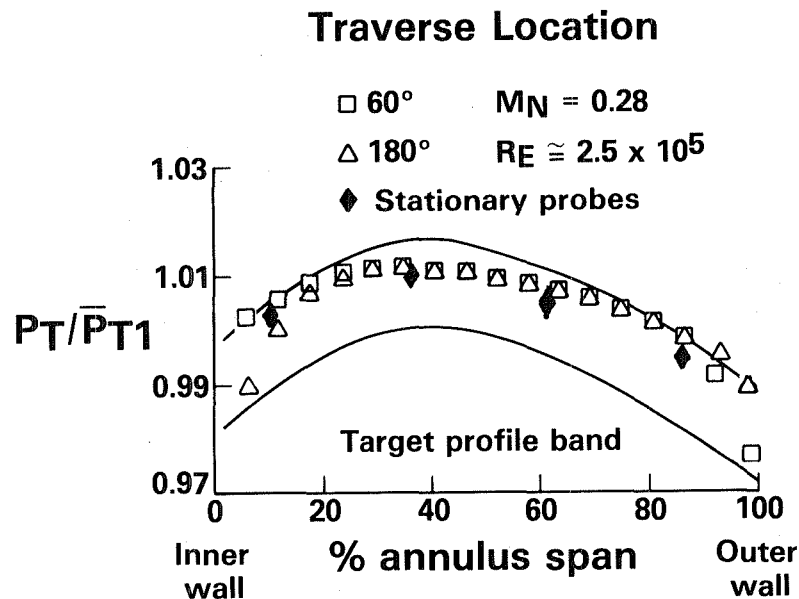 Traverse Location
□ 60° MN = 0.28
△ 180° RE ≅ 2.5 x 10⁵
♦ Stationary probes
1.03
1.01
PT/P̅T1
0.99
Target profile band
0.97
0 20 40 60 80 100
Inner wall % annulus span Outer wall